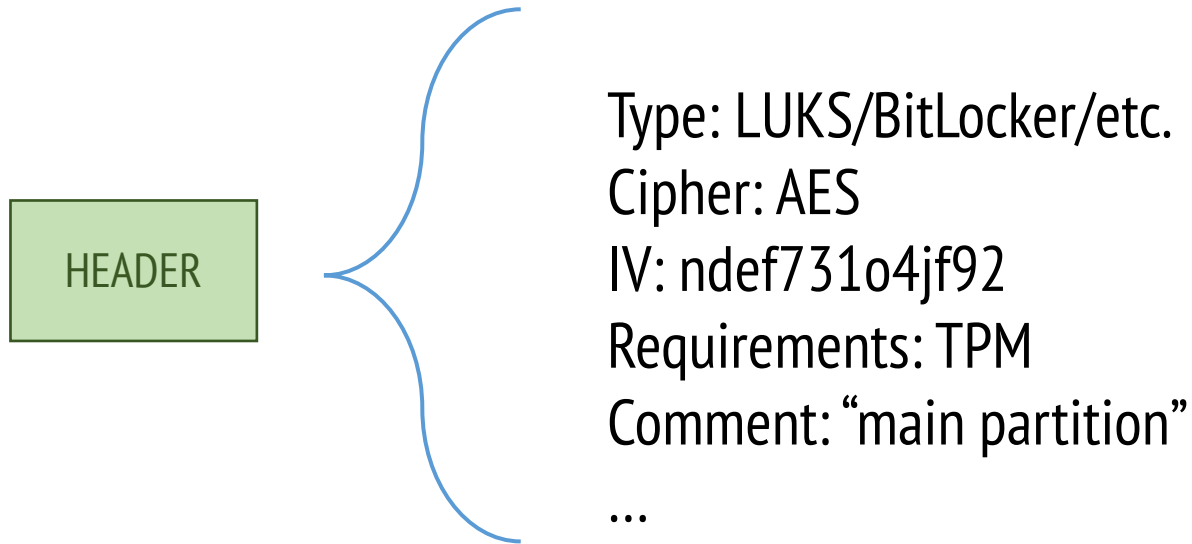 HEADER
Type: LUKS/BitLocker/etc.
Cipher: AES
IV: ndef731o4jf92
Requirements: TPM
Comment: “main partition”
...